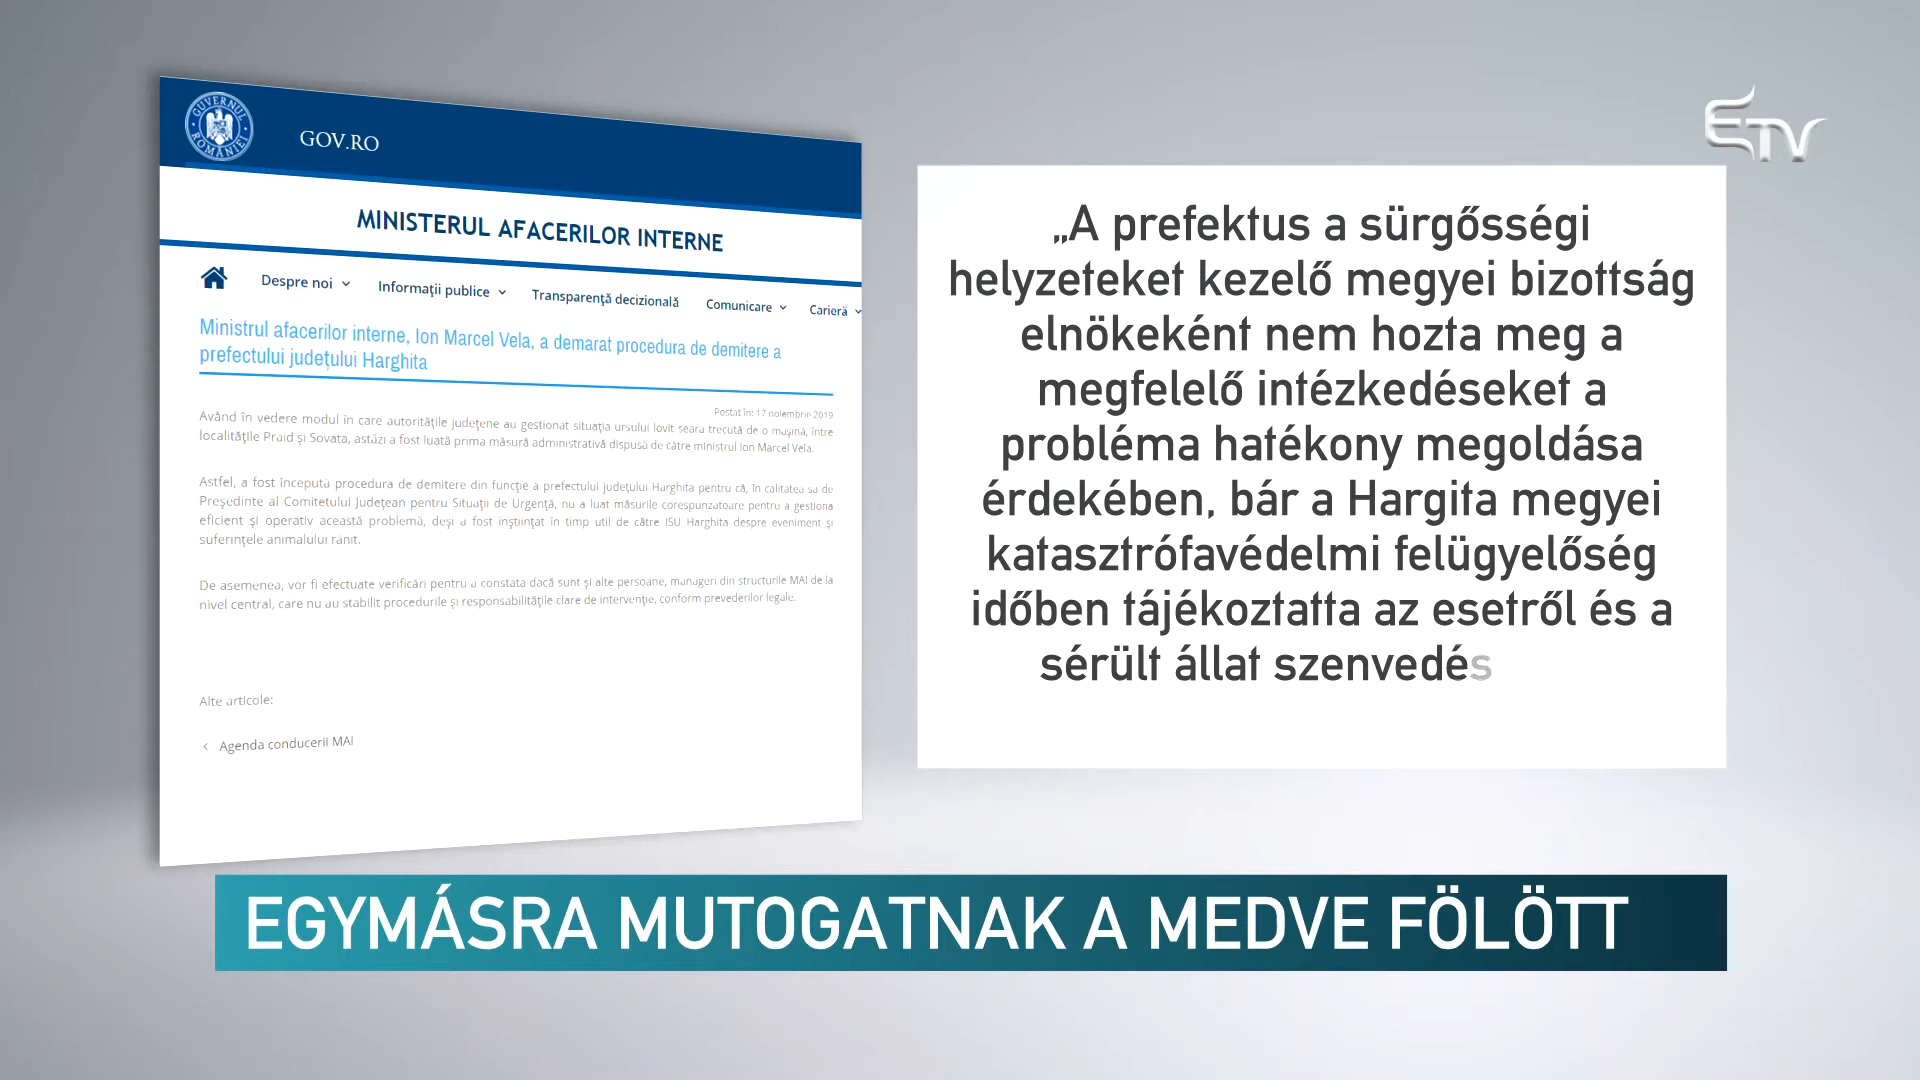 GUVERNUL ROMÂNIEI
GOV.RO
MINISTERUL AFACERILOR INTERNE
Despre noi
Informații publice
Transparență decizională
Comunicare
Carieră
Ministrul afacerilor interne, Ion Marcel Vela, a demarat procedura de demitere a
prefectului județului Harghita
Postat în: 17 noiembrie 2019
Având în vedere modul în care autoritățile județene au gestionat situația ursului lovit seara trecută de o mașină, între
localitățile Praid și Sovata, astăzi a fost luată prima măsură administrativă dispusă de către ministrul Ion Marcel Vela.
Astfel, a fost începută procedura de demitere din funcție a prefectului județului Harghita pentru că, în calitatea sa de
Președinte al Comitetului Județean pentru Situații de Urgență, nu a luat măsurile corespunzătoare pentru a gestiona
eficient și operativ această problemă, deși a fost înștiințat în timp util de către ISU Harghita despre eveniment și
suferințele animalului rănit.
De asemenea, vor fi efectuate verificări pentru a constata dacă sunt și alte persoane, manageri din structurile MAI de la
nivel central, care nu au stabilit procedurile și responsabilitățile clare de intervenție, conform prevederilor legale.
Alte articole:
< Agenda conducerii MAI
ETV
„A prefektus a sürgősségi
helyzeteket kezelő megyei bizottság
elnökeként nem hozta meg a
megfelelő intézkedéseket a
probléma hatékony megoldása
érdekében, bár a Hargita megyei
katasztrófavédelmi felügyelőség
időben tájékoztatta az esetről és a
sérült állat szenvedés
EGYMÁSRA MUTOGATNAK A MEDVE FÖLÖTT